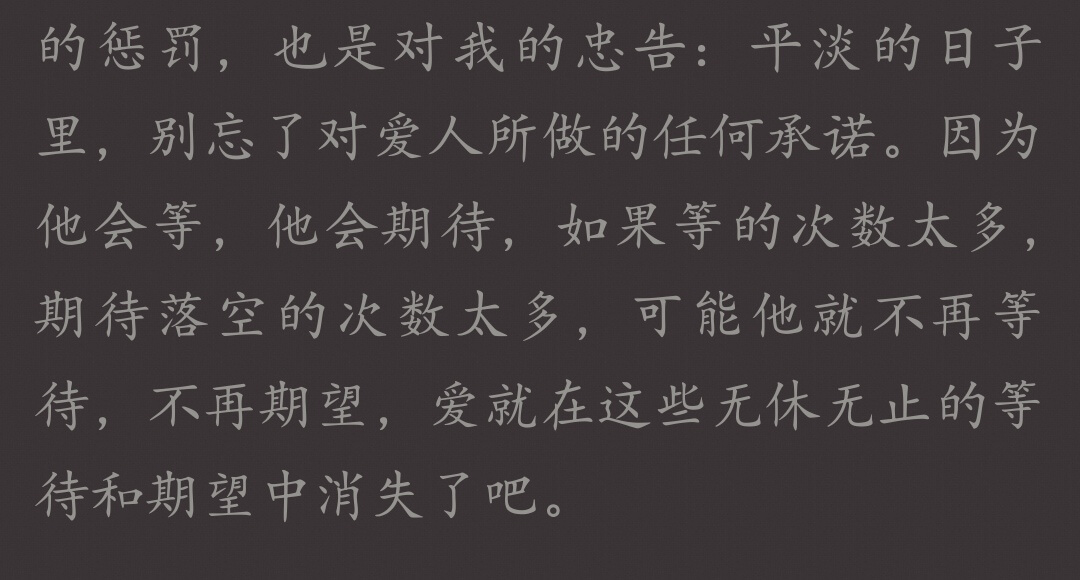 的惩罚，也是对我的忠告：平淡的日子
里，别忘了对爱人所做的任何承诺。因为
他会等，他会期待，如果等的次数太多，
期待落空的次数太多，可能他就不再等
待，不再期望，爱就在这些无休无止的等
待和期望中消失了吧。